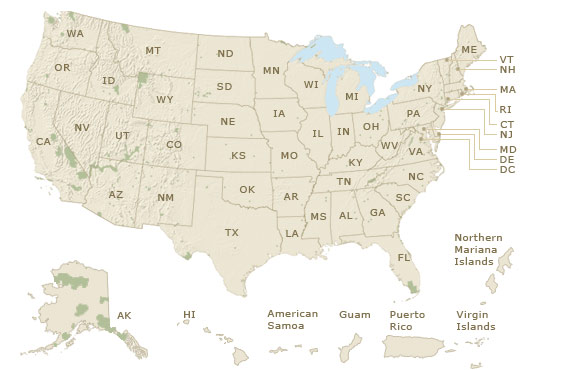 WA
MT
ND
MN
ME
VT
NH
MA
RI
CT
NJ
MD
DE
DC
OR
ID
SD
WI
MI
NY
WY
NE
IA
PA
NV
UT
CO
IL
IN
OH
CA
KS
MO
KY
WV
VA
AZ
NM
OK
AR
TN
NC
TX
LA
MS
AL
GA
SC
FL
Northern
Mariana
Islands
AK
HI
American
Samoa
Guam
Puerto
Rico
Virgin
Islands